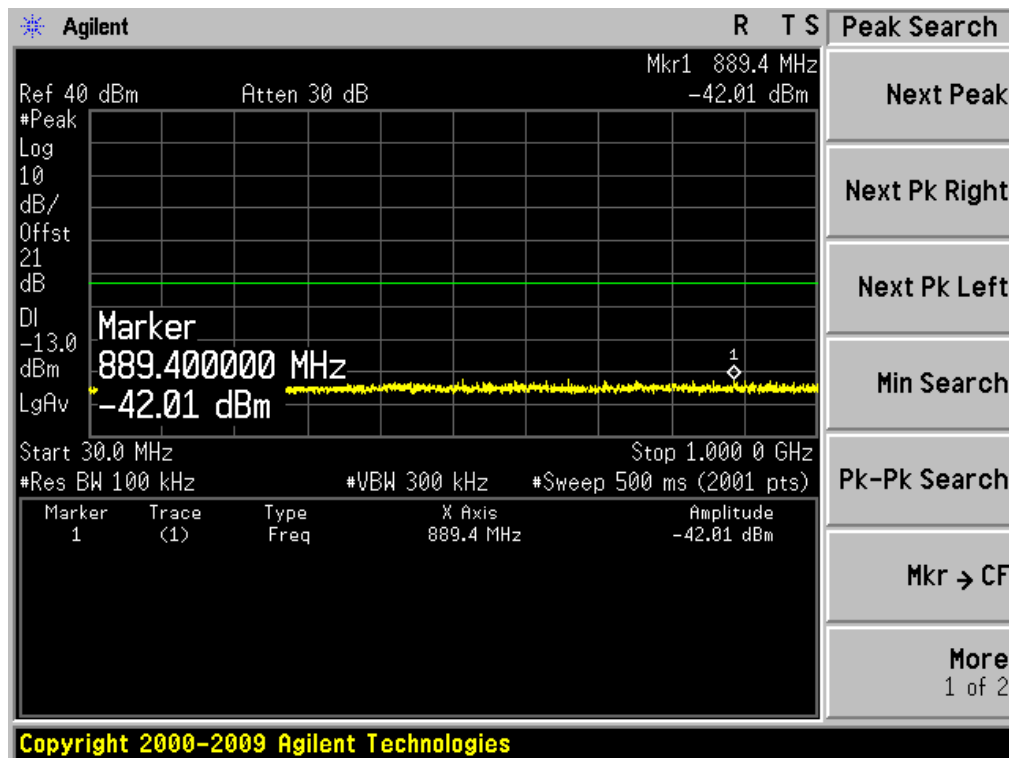 Agilent R T S Peak Search
Mkr1 889.4 MHz
Ref 40 dBm Atten 30 dB -42.01 dBm
#Peak
Log
10
dB/
Offst
21
dB
DI
-13.0
dBm
LgAv
Marker
889.400000 MHz
-42.01 dBm
1
Start 30.0 MHz Stop 1.000 0 GHz
#Res BW 100 kHz #VBW 300 kHz #Sweep 500 ms (2001 pts)
Marker Trace Type X Axis Amplitude
1 (1) Freq 889.4 MHz -42.01 dBm
Next Peak
Next Pk Right
Next Pk Left
Min Search
Pk-Pk Search
Mkr → CF
More
1 of 2
Copyright 2000-2009 Agilent Technologies